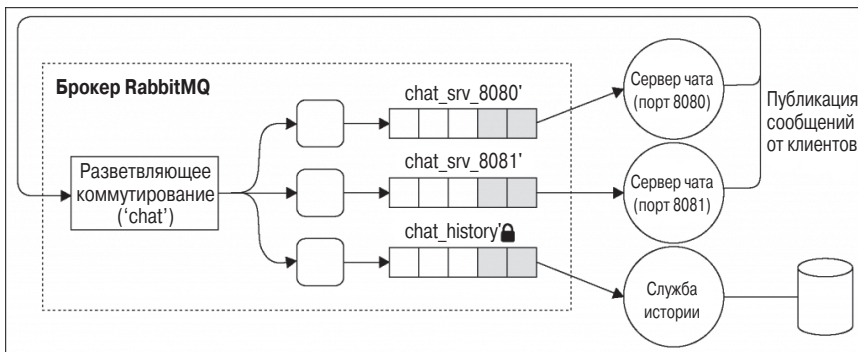 Брокер RabbitMQ
chat_srv_8080'
Сервер чата
(порт 8080)
Публикация
сообщений
от клиентов
Разветвляющее
коммутирование
(‘chat’)
chat_srv_8081'
Сервер чата
(порт 8081)
chat_history'
Служба
истории